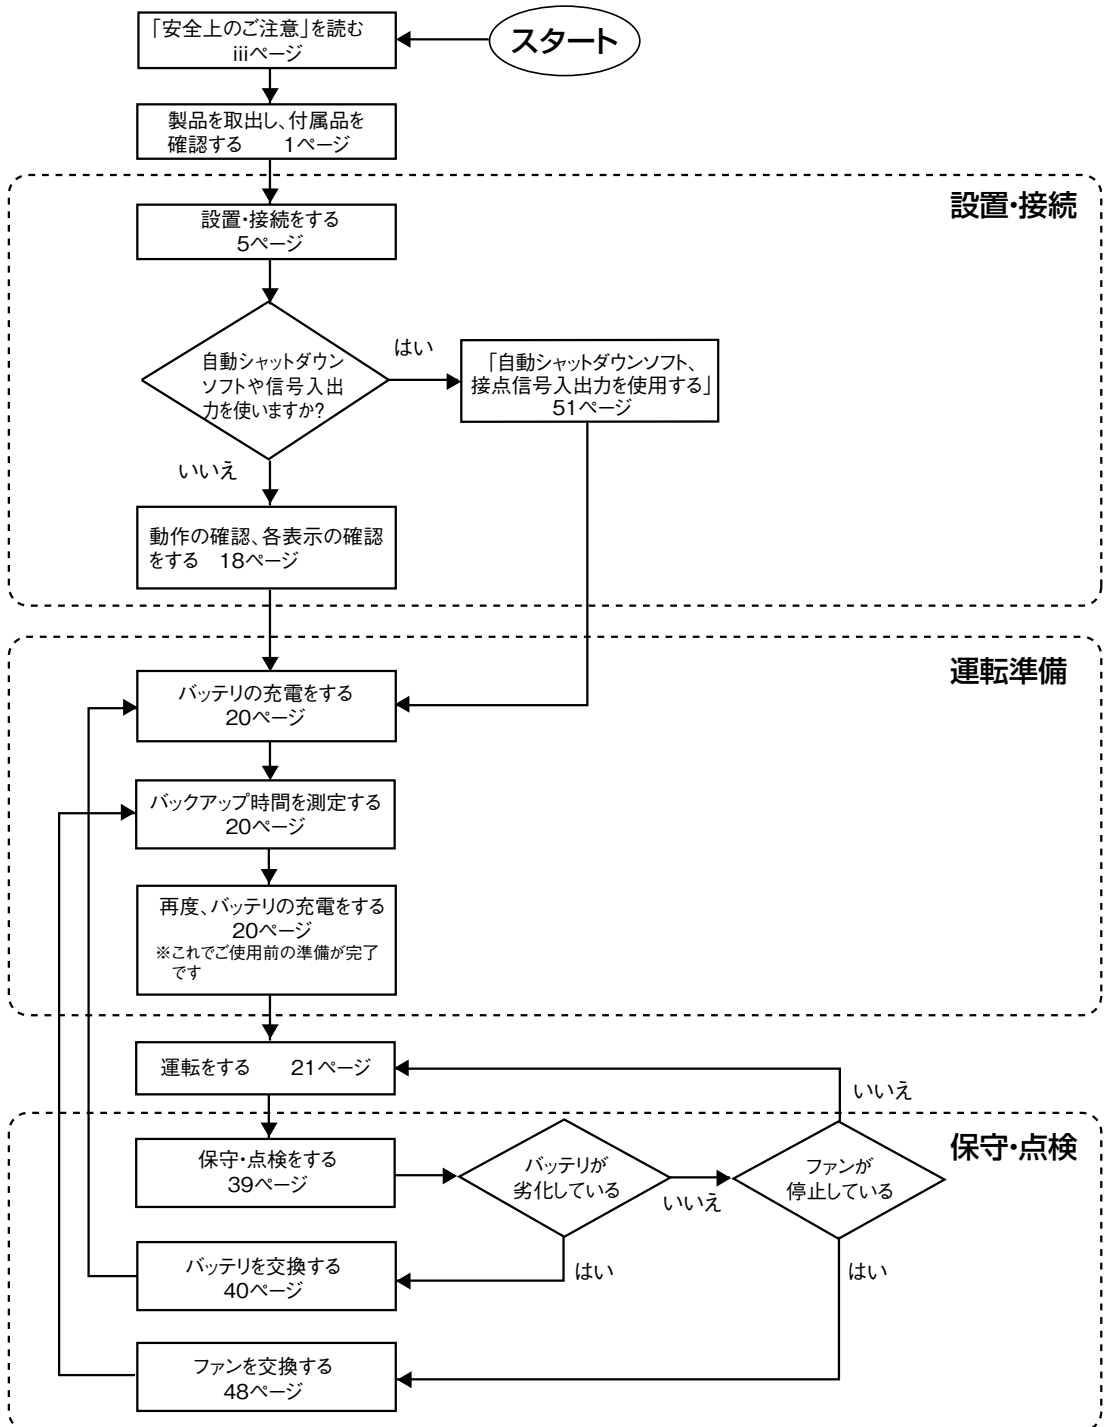 スタート
「安全上のご注意」を読む
iiiページ
製品を取出し、付属品を
確認する　　1ページ
設置・接続
設置・接続をする
5ページ
自動シャットダウン
ソフトや信号入出
力を使いますか?
はい
「自動シャットダウンソフト、
接点信号入出力を使用する」
51ページ
いいえ
動作の確認、各表示の確認
をする　18ページ
運転準備
バッテリの充電をする
20ページ
バックアップ時間を測定する
20ページ
再度、バッテリの充電をする
20ページ
※これでご使用前の準備が完了
です
運転をする　　21ページ
いいえ
保守・点検
保守・点検をする
39ページ
バッテリが
劣化している
いいえ
ファンが
停止している
はい
はい
バッテリを交換する
40ページ
ファンを交換する
48ページ